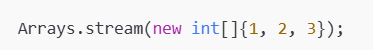 Arrays.stream(new int[]{1, 2, 3});